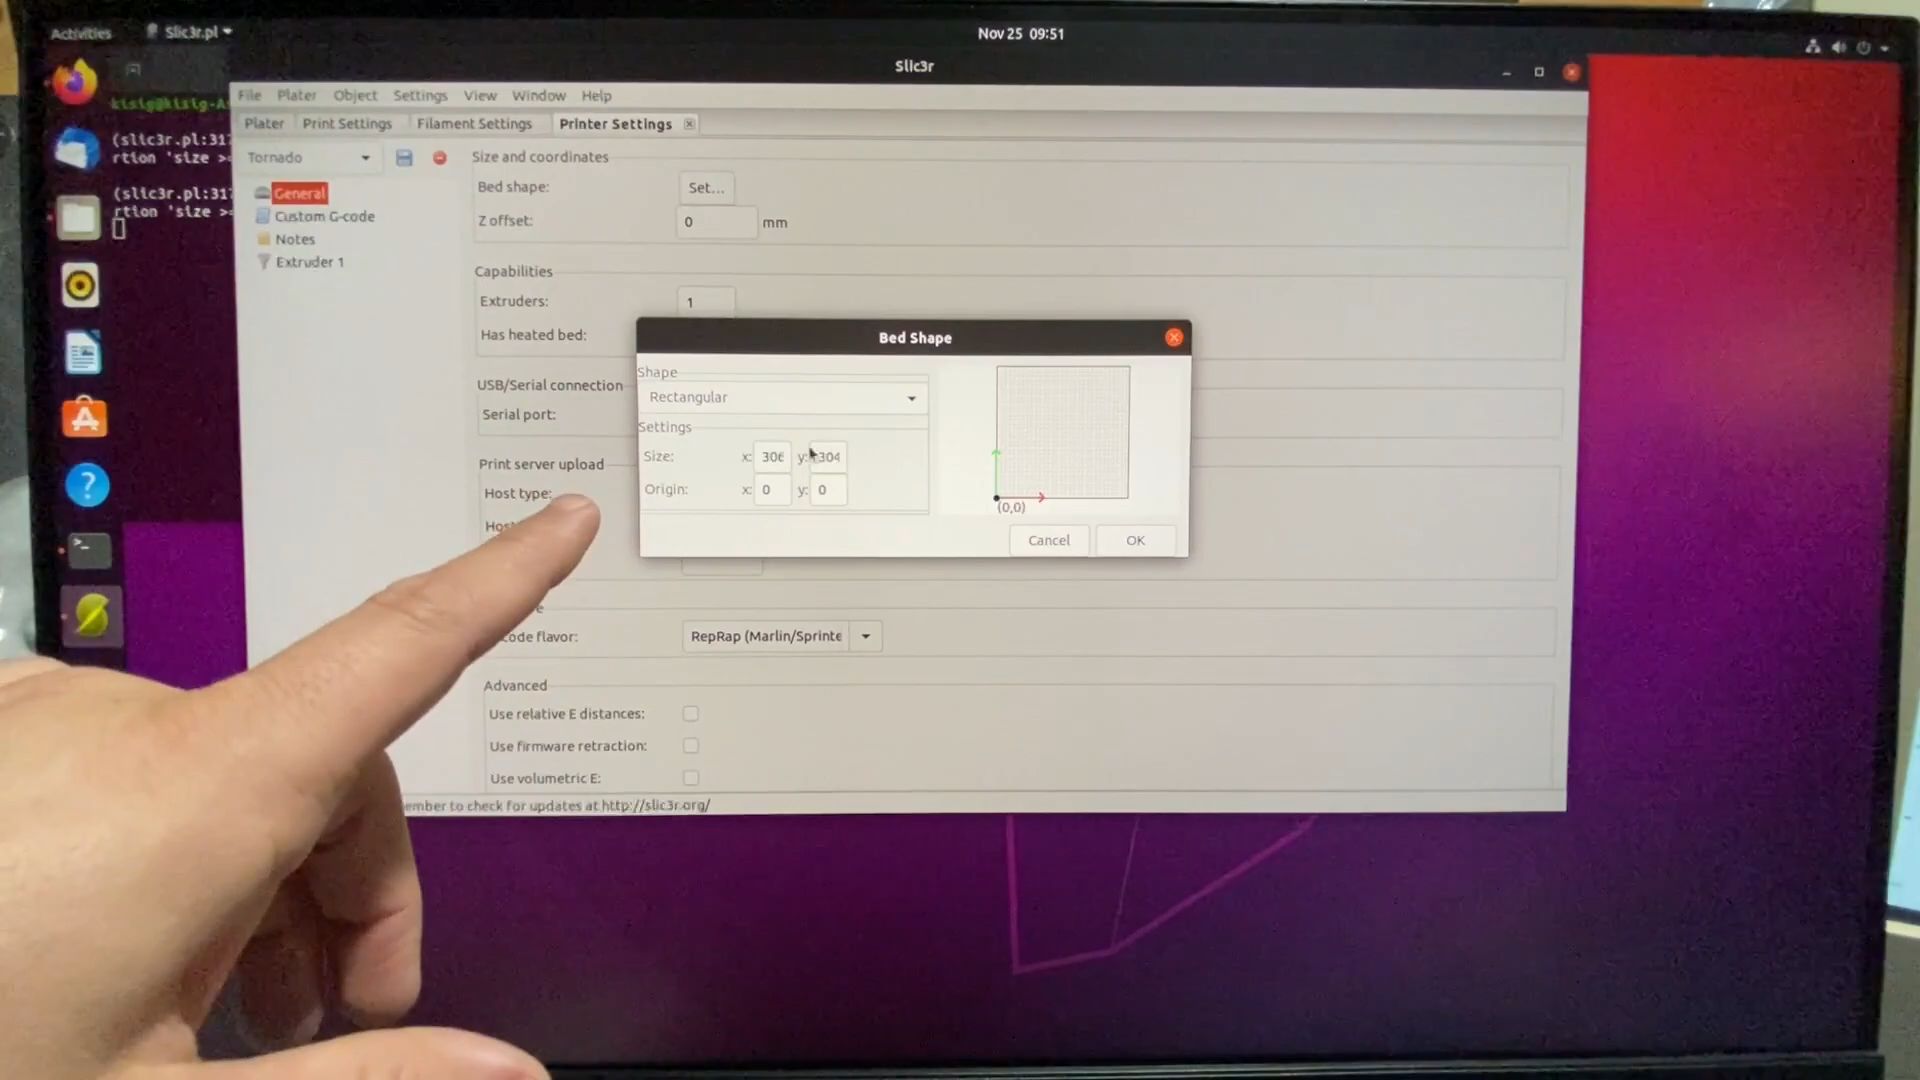 Activities
Slic3r.pl
Nov 25 09:51
Slic3r
File Plater Object Settings View Window Help
Plater Print Settings Filament Settings Printer Settings
kisig@kisig-A
(slic3r.pl:317
rtion 'size >=
(slic3r.pl:317
rtion 'size >=
Tornado
General
Custom G-code
Notes
Extruder 1
Size and coordinates
Bed shape: Set...
Z offset: 0 mm
Capabilities
Extruders: 1
Has heated bed:
USB/Serial connection
Serial port:
Print server upload
Host type:
Hos
Bed Shape
Shape
Rectangular
Settings
Size: x: 306 y: 304
Origin: x: 0 y: 0
(0,0)
Cancel OK
e
code flavor: RepRap (Marlin/Sprinte
Advanced
Use relative E distances:
Use firmware retraction:
Use volumetric E:
ember to check for updates at http://slic3r.org/